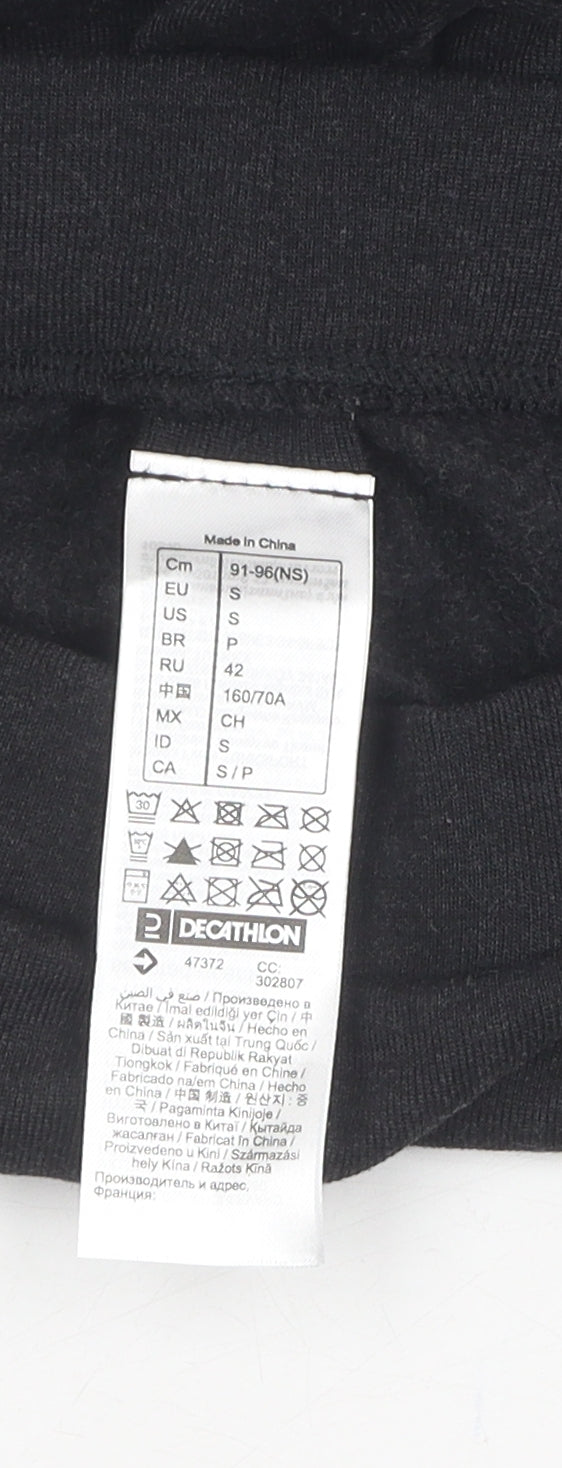 Made in China
Cm 91-96(NS)
EU S
US S
BR P
RU 42
中国 160/70A
MX CH
ID S
CA S / P
30
DECATHLON
47372 CC:
302807
صنع في الصين / Произведено в
Китае / İmal edildiği yer Çin / 中
國 製造 / ผลิตในจีน / Hecho en
China / Sản xuất tại Trung Quốc /
Dibuat di Republik Rakyat
Tiongkok / Fabriqué en Chine /
Fabricado na/em China / Hecho
en China / 中国 制造 / 원산지 : 중
국 / Pagaminta Kinijoje /
Виготовлено в Китаї / Қытайда
жасалған / Fabricat în China /
Proizvedeno u Kini / Származási
hely Kína / Ražots Ķīnā
Производитель и адрес,
Франция: